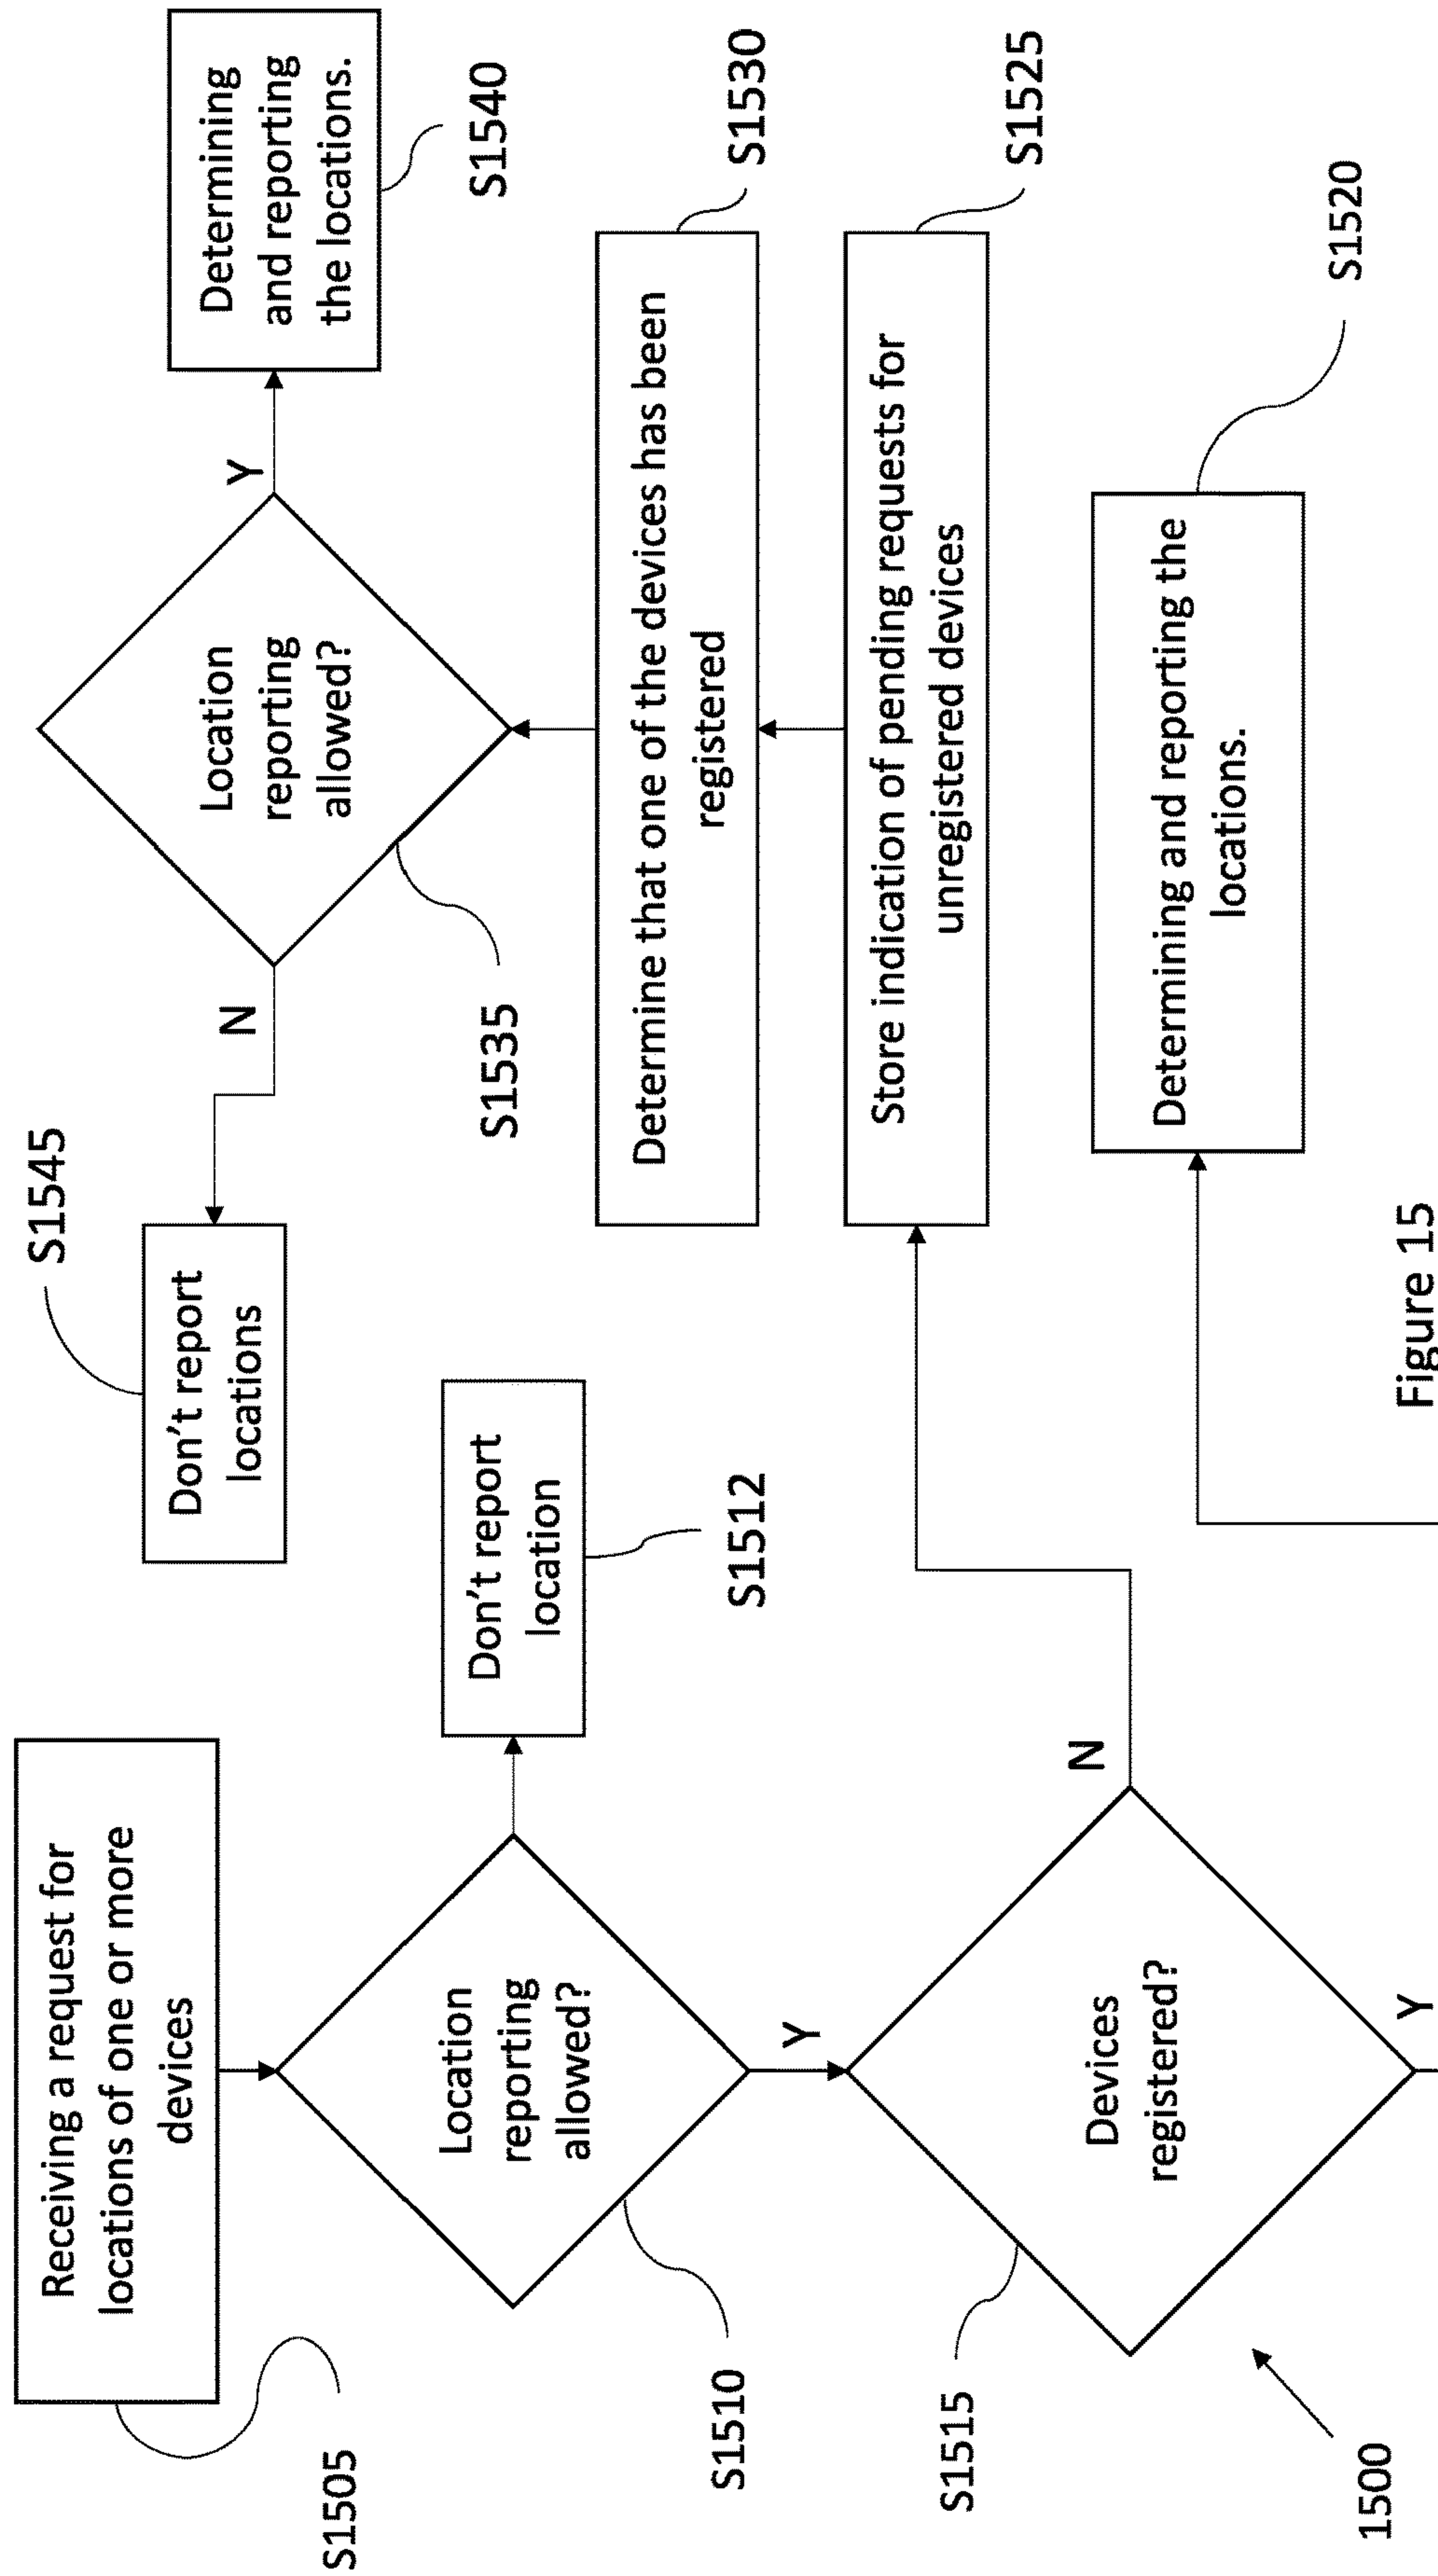 Receiving a request for
locations of one or more
devices
S1505
Location
reporting
allowed?
S1510
Don't report
location
S1512
Y
Devices
registered?
S1515
N
Y
1500
S1545
Don't report
locations
N
Location
reporting
allowed?
S1535
Y
Determining
and reporting
the locations.
S1540
Determine that one of the devices has been
registered
S1530
Store indication of pending requests for
unregistered devices
S1525
Determining and reporting the
locations.
S1520
Figure 15